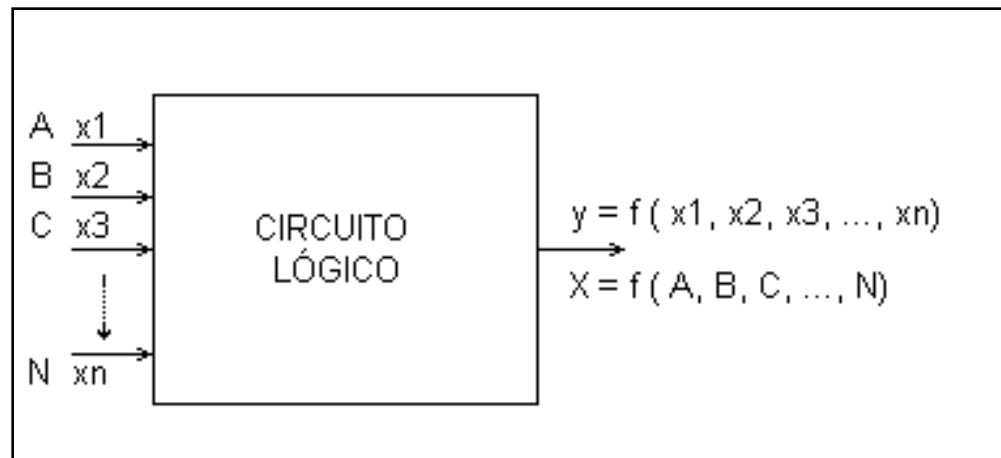 A x1
B x2
C x3
N xn
CIRCUITO
LÓGICO
y = f ( x1, x2, x3, ..., xn)
X = f ( A, B, C, ..., N)